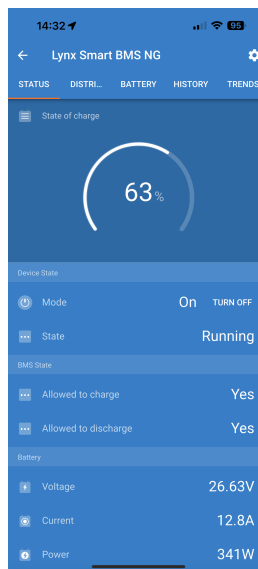 14:32
95
Lynx Smart BMS NG
STATUS DISTRI... BATTERY HISTORY TRENDS
State of charge
63%
Device State
Mode On TURN OFF
State Running
BMS State
Allowed to charge Yes
Allowed to discharge Yes
Battery
Voltage 26.63V
Current 12.8A
Power 341W